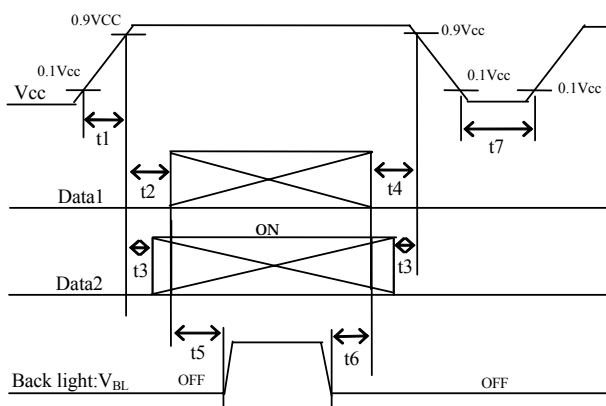 0.9VCC
0.9Vcc
0.1Vcc
0.1Vcc
0.1Vcc
Vcc
t1
t7
t2
t4
Data1
ON
t3
t3
Data2
t5
t6
Back light:VBL
OFF
OFF